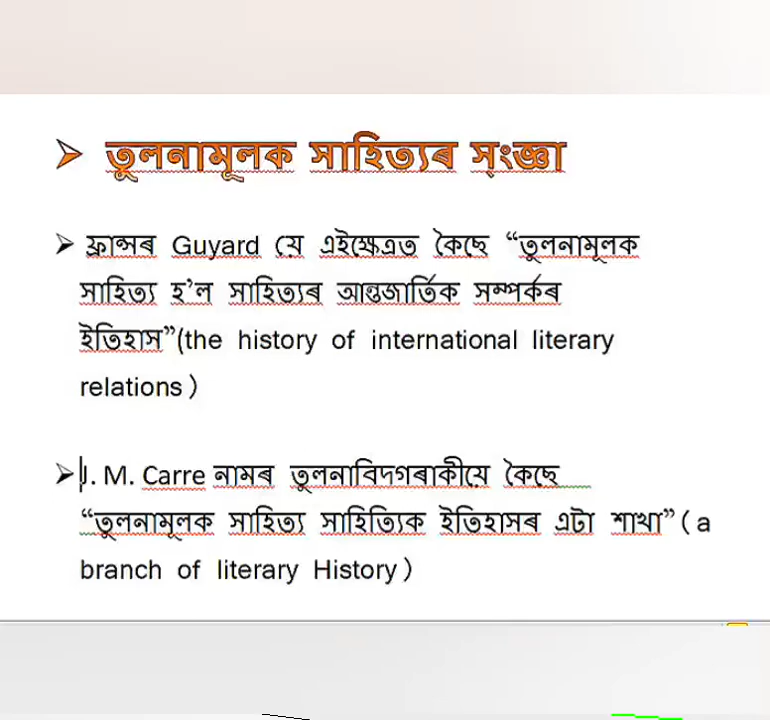 ➢ তুলনামূলক সাহিত্যৰ সংজ্ঞা
➢ ফ্ৰান্সৰ Guyard যে এইক্ষেত্ৰত কৈছে “তুলনামূলক
সাহিত্য হ’ল সাহিত্যৰ আন্তজাৰ্তিক সম্পৰ্কৰ
ইতিহাস”(the history of international literary
relations)
➢ J. M. Carre নামৰ তুলনাবিদগৰাকীয়ে কৈছে
“তুলনামূলক সাহিত্য সাহিত্যিক ইতিহাসৰ এটা শাখা”(a
branch of literary History)